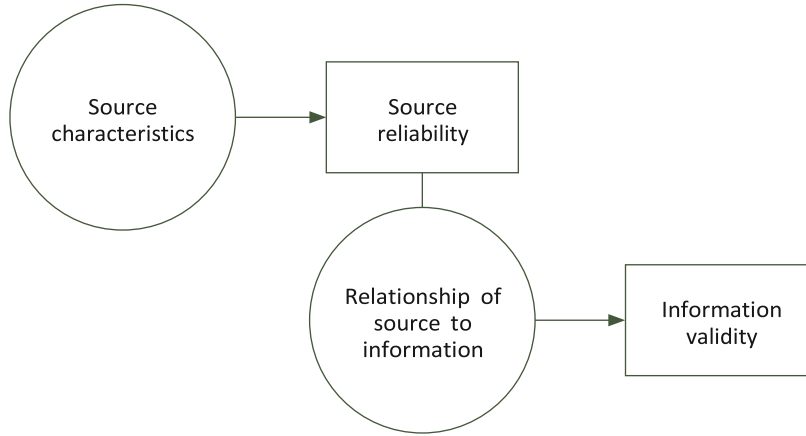 Source
characteristics
Source
reliability
Relationship of
source to
information
Information
validity